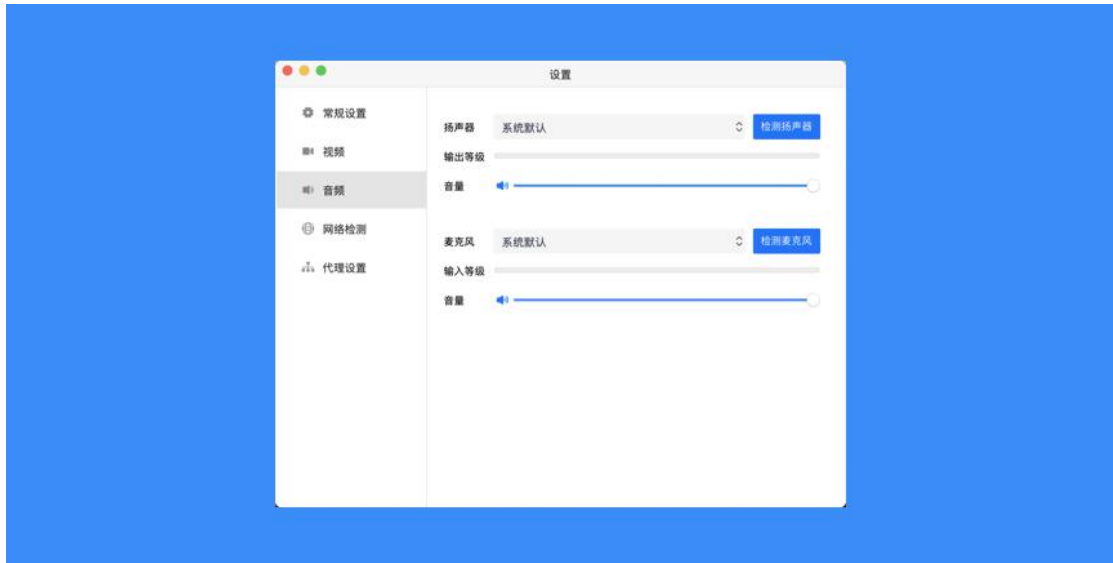 设置
常规设置
视频
音频
网络检测
代理设置
扬声器 系统默认 检测扬声器
输出等级
音量
麦克风 系统默认 检测麦克风
输入等级
音量